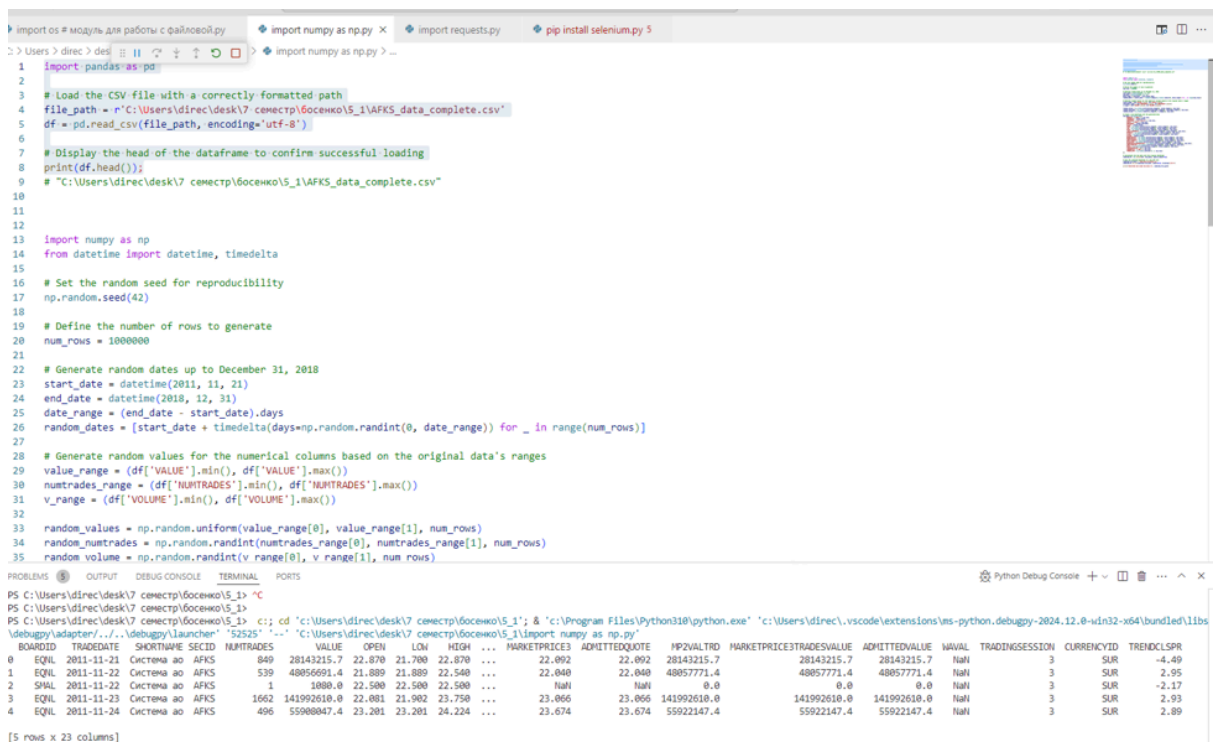 import os # модуль для работы с файловой.py import numpy as np.py × import requests.py pip install selenium.py 5
C: > Users > direc > des > import numpy as np.py > ...
1 import pandas as pd
2
3 # Load the CSV file with a correctly formatted path
4 file_path = r'C:\Users\direc\desk\7 семестр\босенко\5_1\AFKS_data_complete.csv'
5 df = pd.read_csv(file_path, encoding='utf-8')
6
7 # Display the head of the dataframe to confirm successful loading
8 print(df.head());
9 # "C:\Users\direc\desk\7 семестр\босенко\5_1\AFKS_data_complete.csv"
10
11
12
13 import numpy as np
14 from datetime import datetime, timedelta
15
16 # Set the random seed for reproducibility
17 np.random.seed(42)
18
19 # Define the number of rows to generate
20 num_rows = 1000000
21
22 # Generate random dates up to December 31, 2018
23 start_date = datetime(2011, 11, 21)
24 end_date = datetime(2018, 12, 31)
25 date_range = (end_date - start_date).days
26 random_dates = [start_date + timedelta(days=np.random.randint(0, date_range)) for _ in range(num_rows)]
27
28 # Generate random values for the numerical columns based on the original data's ranges
29 value_range = (df['VALUE'].min(), df['VALUE'].max())
30 numtrades_range = (df['NUMTRADES'].min(), df['NUMTRADES'].max())
31 v_range = (df['VOLUME'].min(), df['VOLUME'].max())
32
33 random_values = np.random.uniform(value_range[0], value_range[1], num_rows)
34 random_numtrades = np.random.randint(numtrades_range[0], numtrades_range[1], num_rows)
35 random_volume = np.random.randint(v_range[0], v_range[1], num_rows)
PROBLEMS 5 OUTPUT DEBUG CONSOLE TERMINAL PORTS Python Debug Console
PS C:\Users\direc\desk\7 семестр\босенко\5_1> ^C
PS C:\Users\direc\desk\7 семестр\босенко\5_1>
PS C:\Users\direc\desk\7 семестр\босенко\5_1> c:; cd 'c:\Users\direc\desk\7 семестр\босенко\5_1'; & 'c:\Program Files\Python310\python.exe' 'c:\Users\direc\.vscode\extensions\ms-python.debugpy-2024.12.0-win32-x64\bundled\libs
\debugpy\adapter/../..\debugpy\launcher' '52525' '--' 'C:\Users\direc\desk\7 семестр\босенко\5_1\import numpy as np.py'
BOARDID TRADEDATE SHORTNAME SECID NUMTRADES VALUE OPEN LOW HIGH ... MARKETPRICE3 ADMITTEDQUOTE MP2VALTRD MARKETPRICE3TRADESVALUE ADMITTEDVALUE WAVAL TRADINGSESSION CURRENCYID TRENDCLSPR
0 EQNL 2011-11-21 Система ао AFKS 849 28143215.7 22.870 21.700 22.870 ... 22.092 22.092 28143215.7 28143215.7 28143215.7 NaN 3 SUR -4.49
1 EQNL 2011-11-22 Система ао AFKS 539 48056691.4 21.889 21.889 22.540 ... 22.040 22.040 48057771.4 48057771.4 48057771.4 NaN 3 SUR 2.95
2 SMAL 2011-11-22 Система ао AFKS 1 1080.0 22.500 22.500 22.500 ... NaN NaN 0.0 0.0 0.0 NaN 3 SUR -2.17
3 EQNL 2011-11-23 Система ао AFKS 1662 141992610.0 22.081 21.902 23.750 ... 23.066 23.066 141992610.0 141992610.0 141992610.0 NaN 3 SUR 2.93
4 EQNL 2011-11-24 Система ао AFKS 496 55908047.4 23.201 23.201 24.224 ... 23.674 23.674 55922147.4 55922147.4 55922147.4 NaN 3 SUR 2.89
[5 rows x 23 columns]